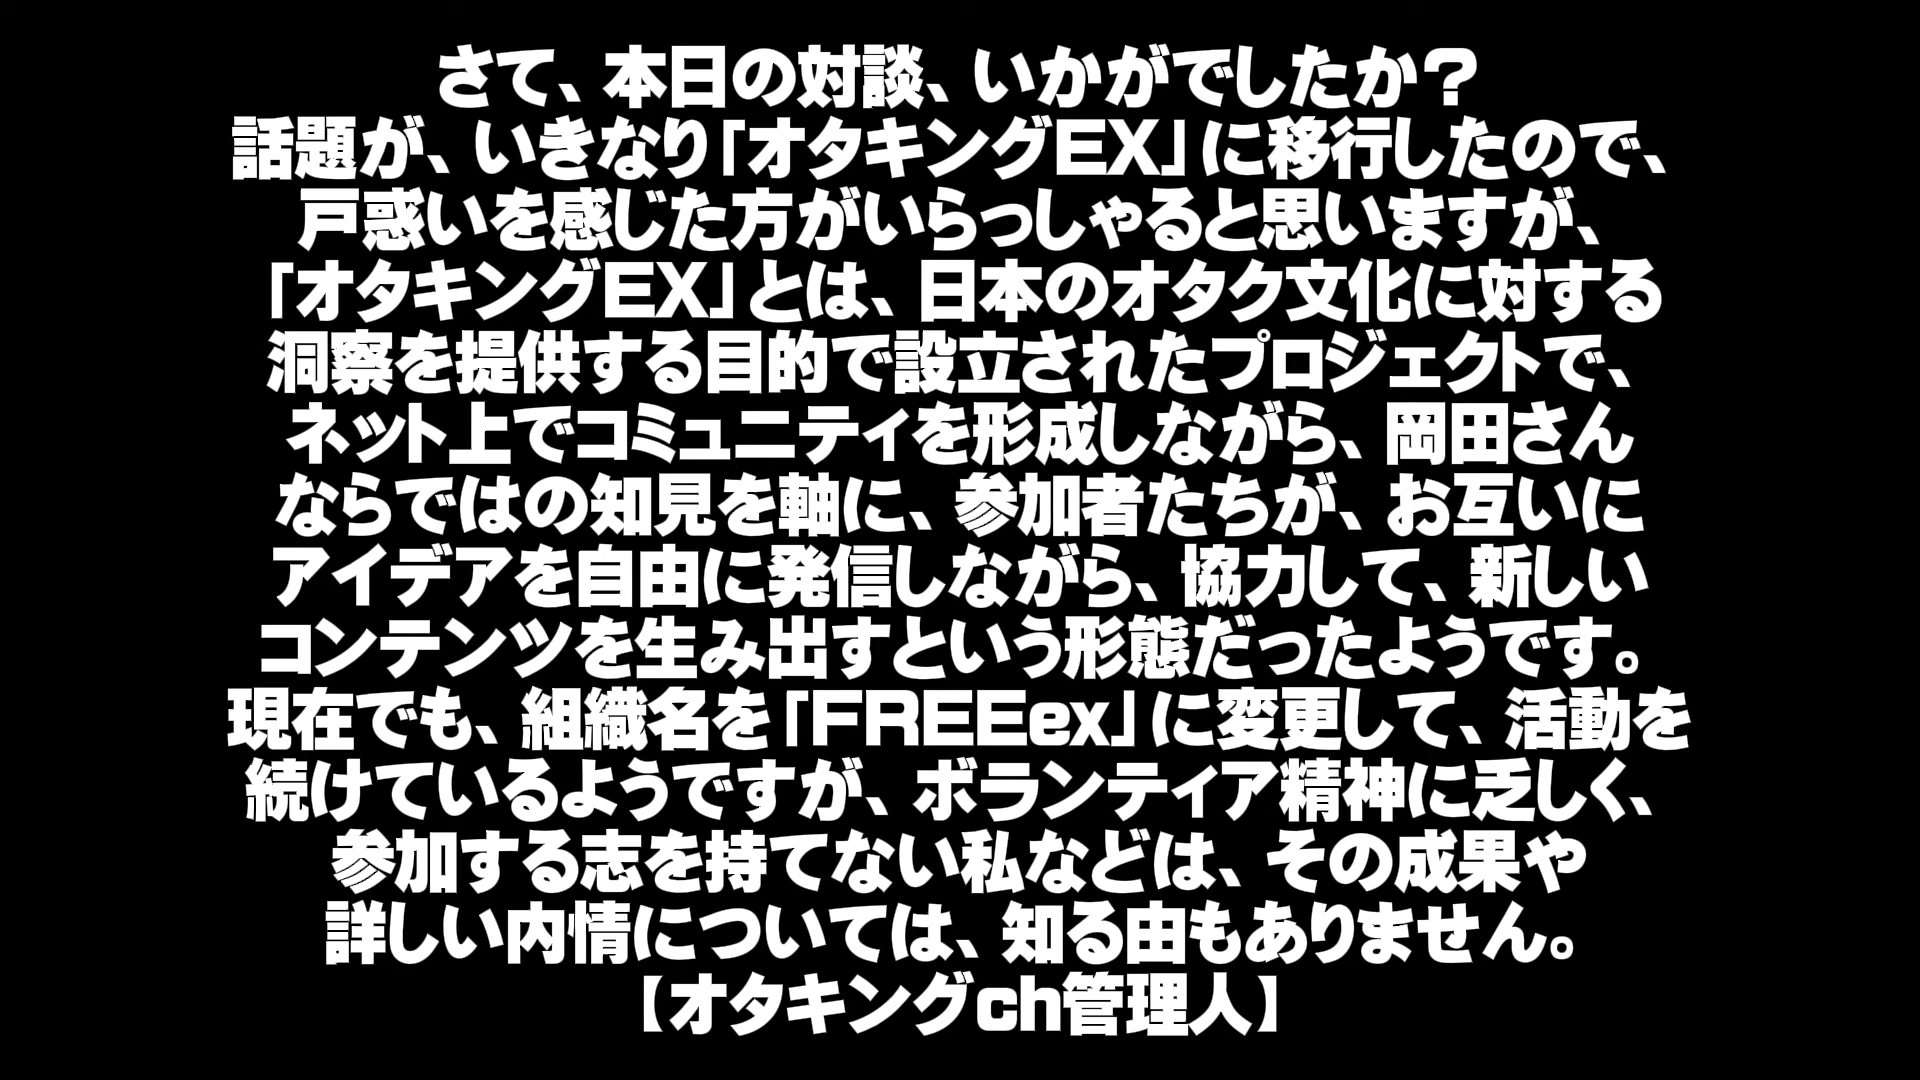 さて、本日の対談、いかがでしたか？
話題が、いきなり「オタキングEX」に移行したので、
戸惑いを感じた方がいらっしゃると思いますが、
「オタキングEX」とは、日本のオタク文化に対する
洞察を提供する目的で設立されたプロジェクトで、
ネット上でコミュニティを形成しながら、岡田さん
ならではの知見を軸に、参加者たちが、お互いに
アイデアを自由に発信しながら、協力して、新しい
コンテンツを生み出すという形態だったようです。
現在でも、組織名を「FREEex」に変更して、活動を
続けているようですが、ボランティア精神に乏しく、
参加する志を持てない私などは、その成果や
詳しい内情については、知る由もありません。
【オタキングch管理人】